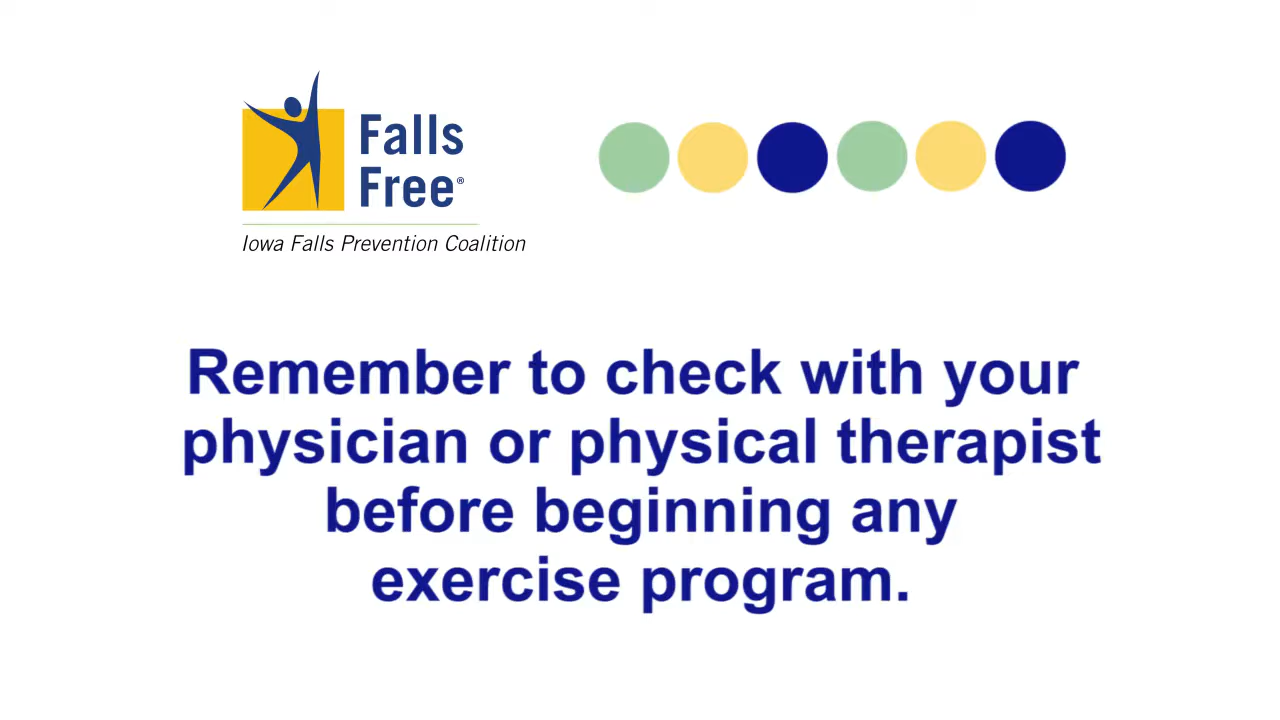 Falls
Free®
Iowa Falls Prevention Coalition
Remember to check with your
physician or physical therapist
before beginning any
exercise program.